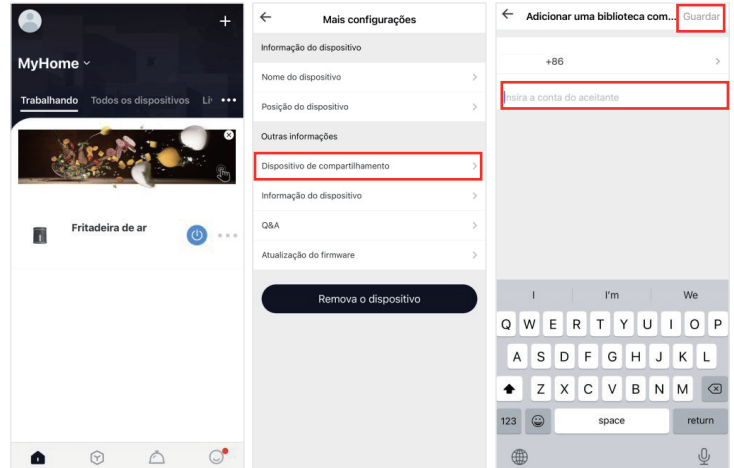 MyHome
Trabalhando Todos os dispositivos Li
Fritadeira de ar
Mais configurações
Informação do dispositivo
Nome do dispositivo
Posição do dispositivo
Outras informações
Dispositivo de compartilhamento
Informação do dispositivo
Q&A
Atualização do firmware
Remova o dispositivo
Adicionar uma biblioteca com... Guardar
+86
Insira a conta do aceitante
I I'm We
Q W E R T Y U I O P
A S D F G H J K L
Z X C V B N M
123 space return